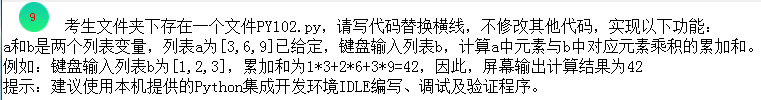 9 考生文件夹下存在一个文件PY102.py，请写代码替换横线，不修改其他代码，实现以下功能：
a和b是两个列表变量，列表a为[3,6,9]已给定，键盘输入列表b，计算a中元素与b中对应元素乘积的累加和。
例如：键盘输入列表b为[1,2,3]，累加和为1*3+2*6+3*9=42，因此，屏幕输出计算结果为42
提示：建议使用本机提供的Python集成开发环境IDLE编写、调试及验证程序。